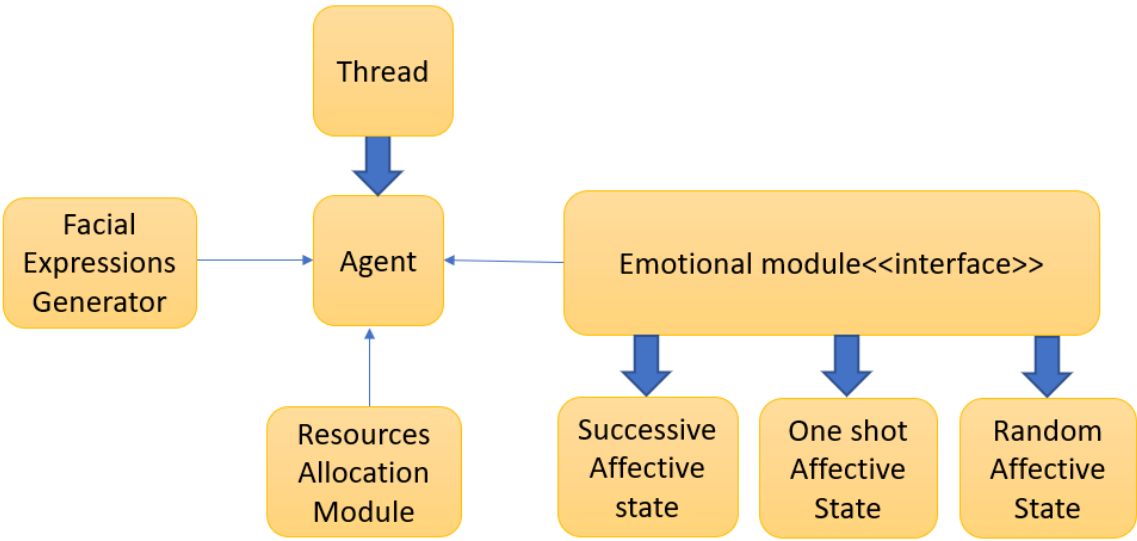 Thread
Facial
Expressions
Generator
Agent
Emotional module<<interface>>
Resources
Allocation
Module
Successive
Affective
state
One shot
Affective
State
Random
Affective
State